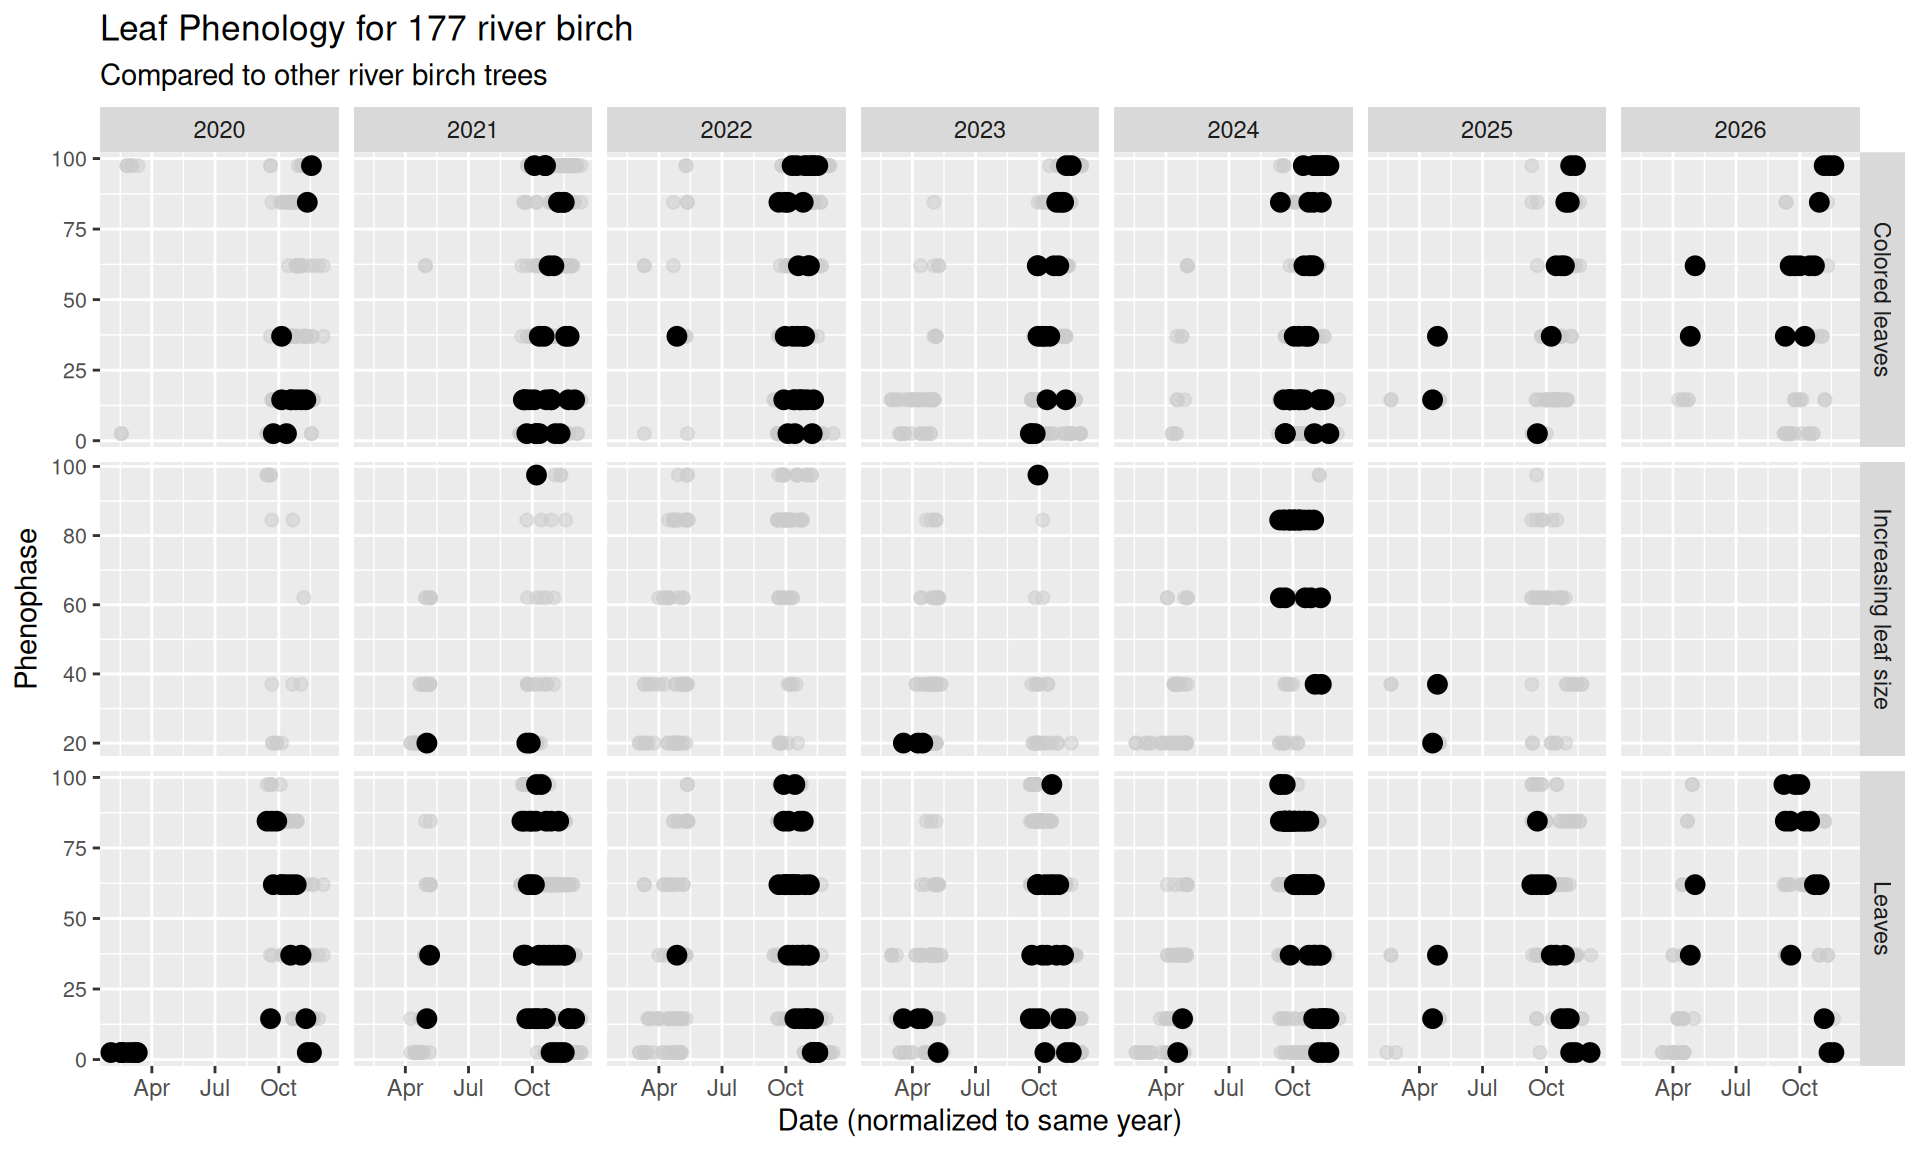 Leaf Phenology for 177 river birch
Compared to other river birch trees
2020 2021 2022 2023 2024 2025 2026
100
75
50
25
0
Colored leaves
100
80
60
40
20
Increasing leaf size
100
75
50
25
0
Leaves
Phenophase
Apr Jul Oct Apr Jul Oct Apr Jul Oct Apr Jul Oct Apr Jul Oct Apr Jul Oct Apr Jul Oct
Date (normalized to same year)